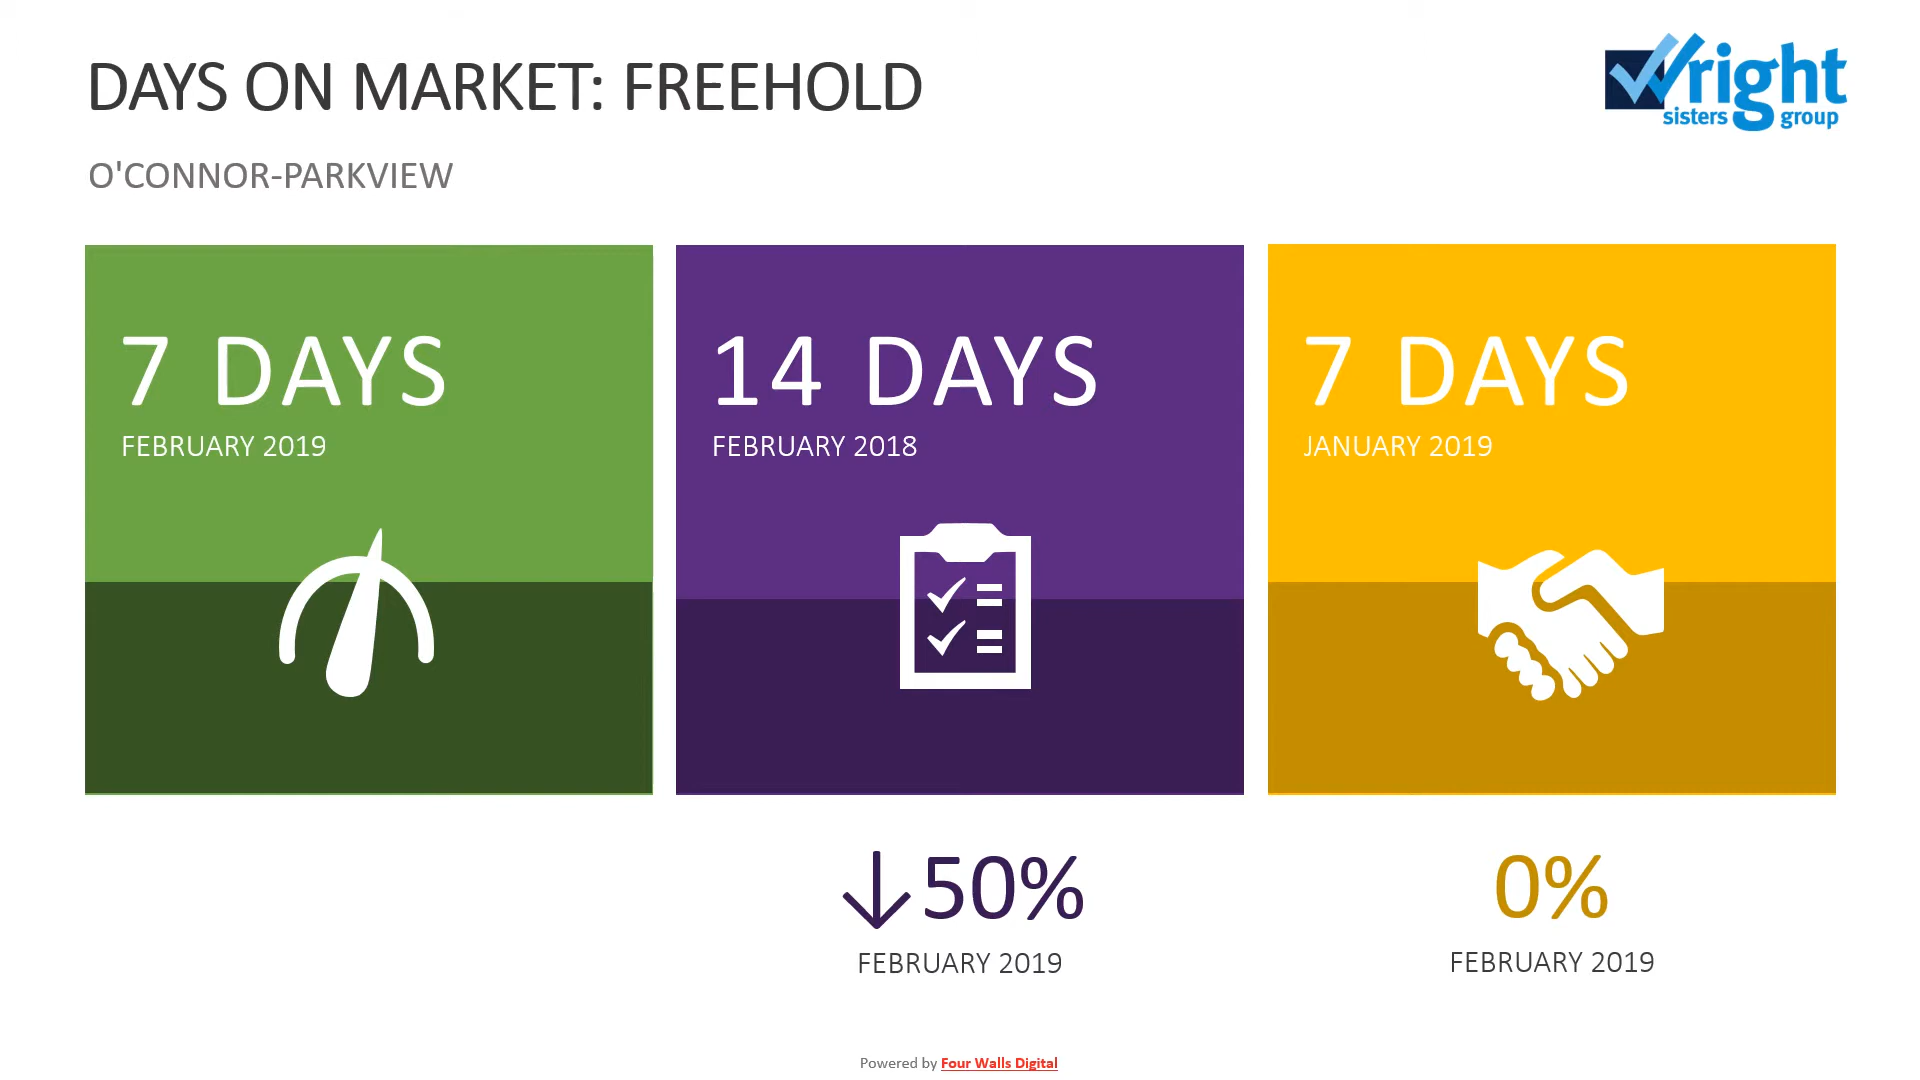 DAYS ON MARKET: FREEHOLD
Wright
sisters group
O'CONNOR-PARKVIEW
7 DAYS
FEBRUARY 2019
14 DAYS
FEBRUARY 2018
7 DAYS
JANUARY 2019
↓50%
FEBRUARY 2019
0%
FEBRUARY 2019
Powered by Four Walls Digital